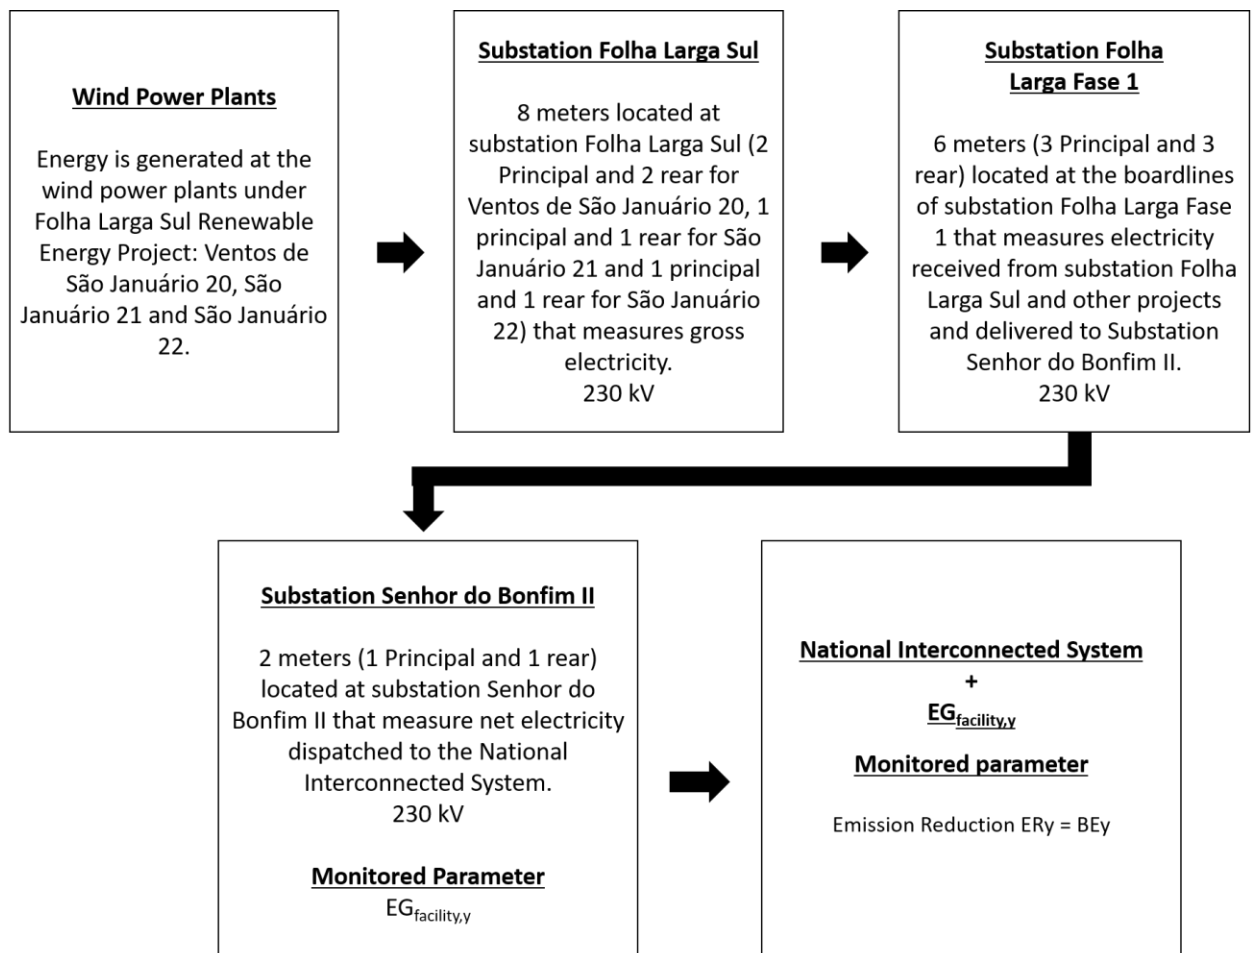 Wind Power Plants
Energy is generated at the
wind power plants under
Folha Larga Sul Renewable
Energy Project: Ventos de
São Januário 20, São
Januário 21 and São Januário
22.
Substation Folha Larga Sul
8 meters located at
substation Folha Larga Sul (2
Principal and 2 rear for
Ventos de São Januário 20, 1
principal and 1 rear for São
Januário 21 and 1 principal
and 1 rear for São Januário
22) that measures gross
electricity.
230 kV
Substation Folha
Larga Fase 1
6 meters (3 Principal and 3
rear) located at the boardlines
of substation Folha Larga Fase
1 that measures electricity
received from substation Folha
Larga Sul and other projects
and delivered to Substation
Senhor do Bonfim II.
230 kV
Substation Senhor do Bonfim II
2 meters (1 Principal and 1 rear)
located at substation Senhor do
Bonfim II that measure net electricity
dispatched to the National
Interconnected System.
230 kV
Monitored Parameter
EGfacility,y
National Interconnected System
+
EGfacility,y
Monitored parameter
Emission Reduction ERy = BEy